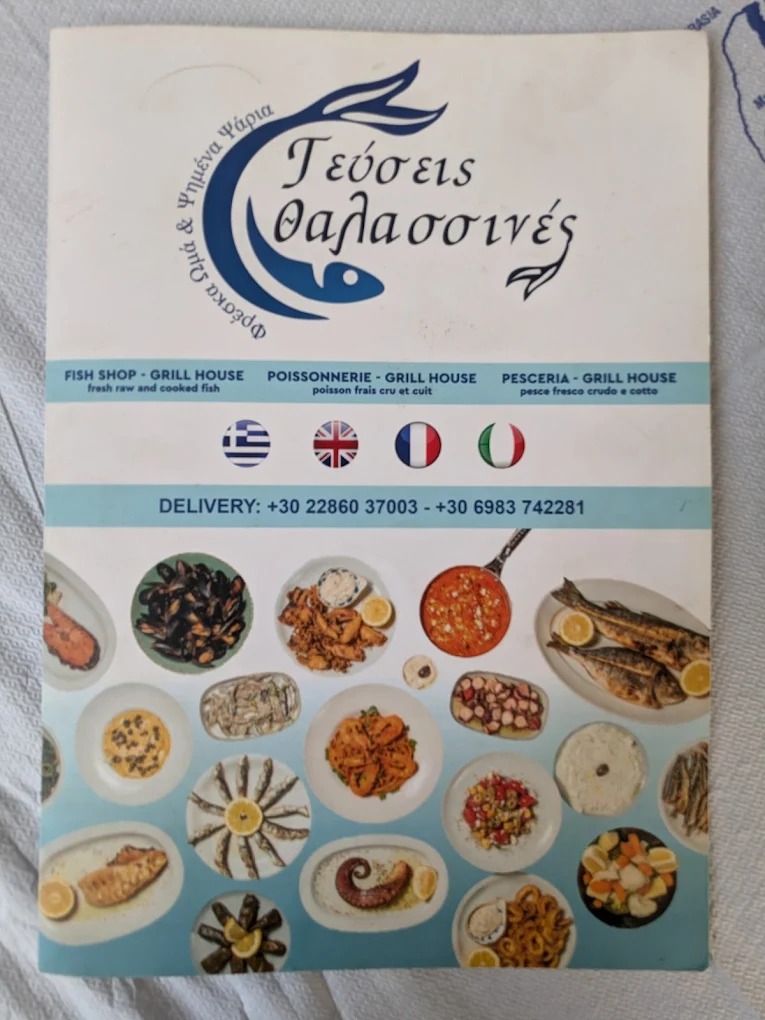 Φρέσκα Ωμά & Ψημένα Ψάρια
Γεύσεις
Θαλασσινές
FISH SHOP - GRILL HOUSE
fresh raw and cooked fish
POISSONNERIE - GRILL HOUSE
poisson frais cru et cuit
PESCERIA - GRILL HOUSE
pesce fresco crudo e cotto
DELIVERY: +30 22860 37003 - +30 6983 742281